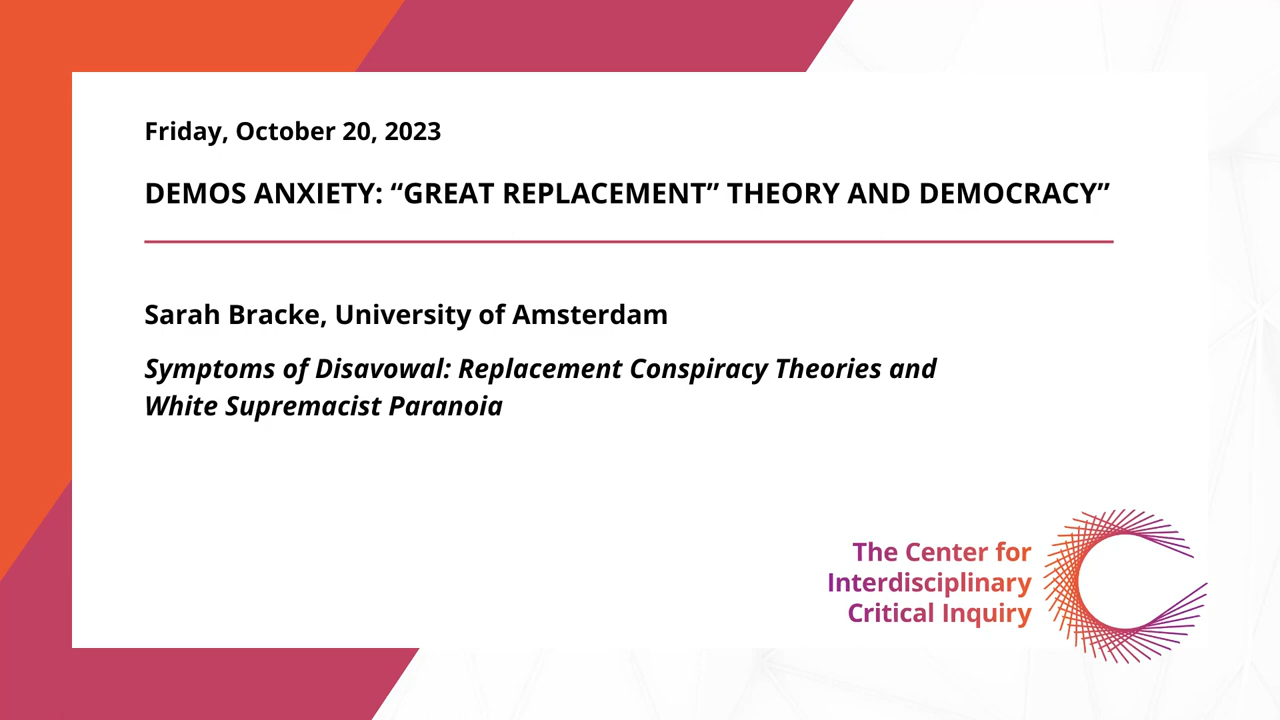 Friday, October 20, 2023
DEMOS ANXIETY: “GREAT REPLACEMENT” THEORY AND DEMOCRACY”
Sarah Bracke, University of Amsterdam
Symptoms of Disavowal: Replacement Conspiracy Theories and
White Supremacist Paranoia
The Center for
Interdisciplinary
Critical Inquiry